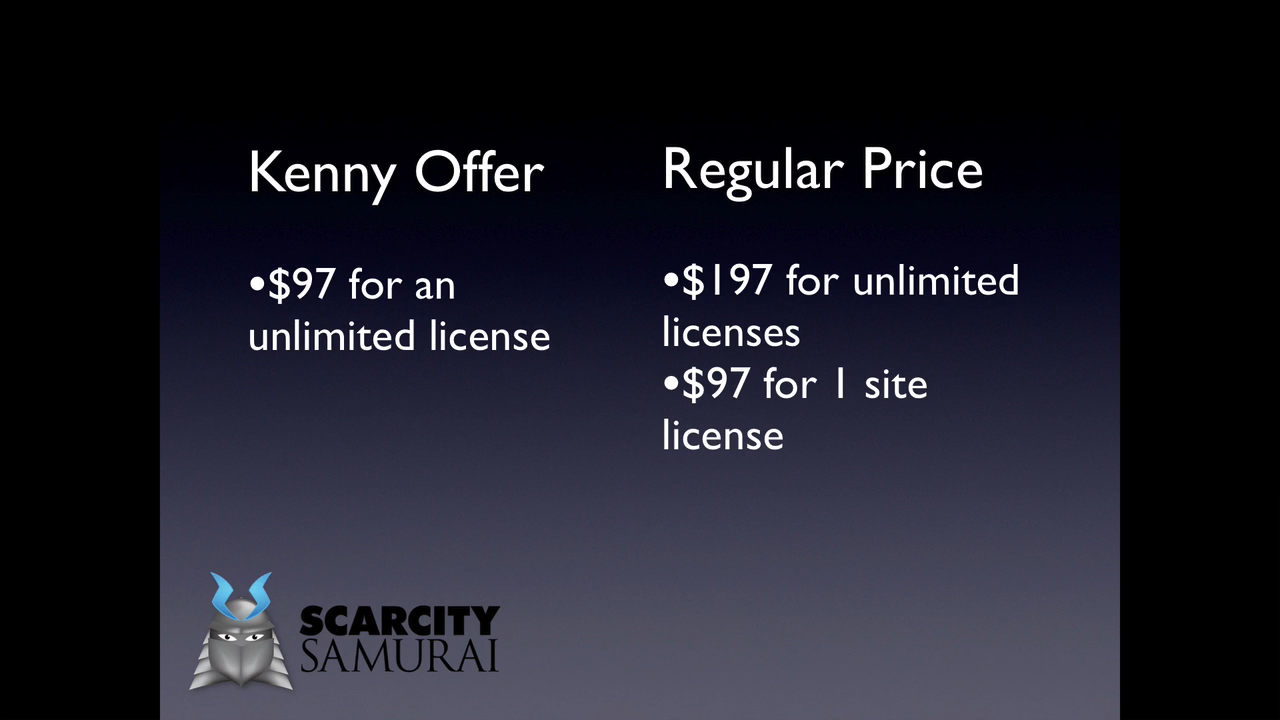 Kenny Offer
•$97 for an
unlimited license
Regular Price
•$197 for unlimited
licenses
•$97 for 1 site
license
SCARCITY
SAMURAI